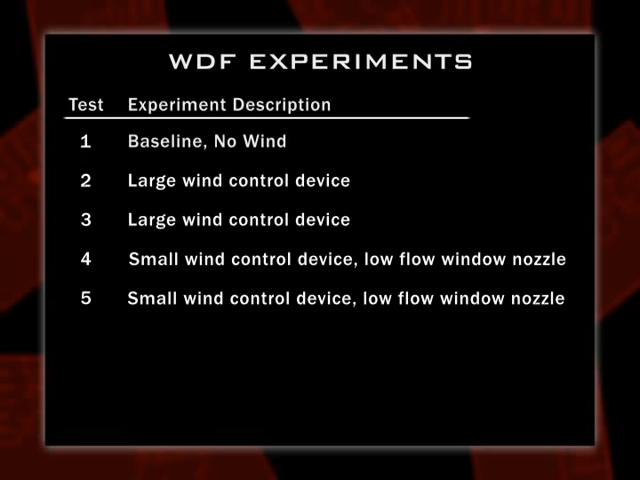 WDF EXPERIMENTS
Test Experiment Description
1 Baseline, No Wind
2 Large wind control device
3 Large wind control device
4 Small wind control device, low flow window nozzle
5 Small wind control device, low flow window nozzle